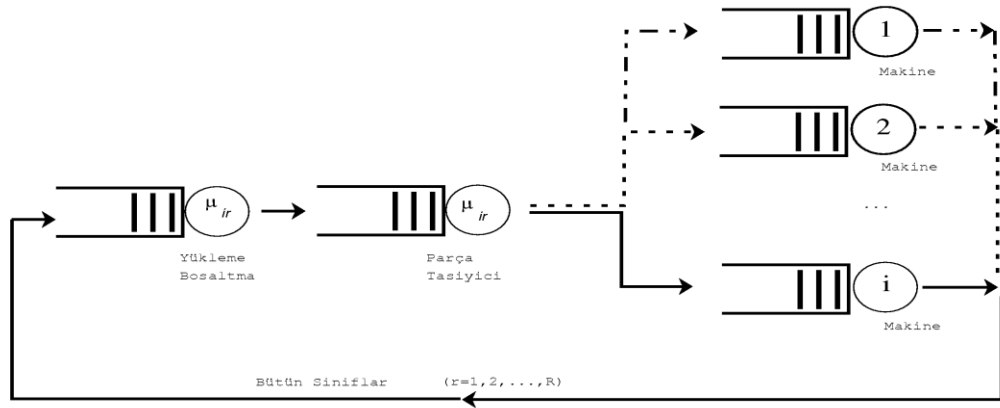 1
Makine
2
Makine
...
μ ir
Yükleme
Bosaltma
μ ir
Parça
Tasiyici
i
Makine
Bütün Siniflar (r=1,2,...,R)